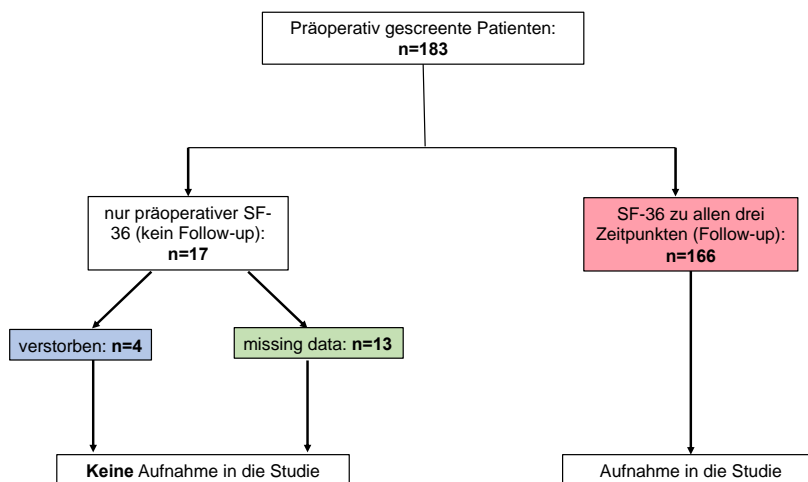 Präoperativ gescreente Patienten:
n=183
nur präoperativer SF-
36 (kein Follow-up):
n=17
SF-36 zu allen drei
Zeitpunkten (Follow-up):
n=166
verstorben: n=4
missing data: n=13
Keine Aufnahme in die Studie
Aufnahme in die Studie